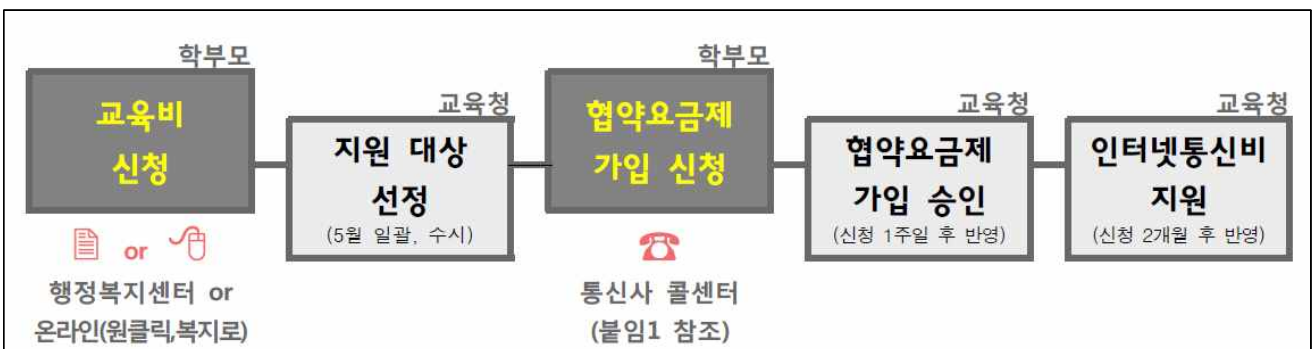 학부모
교육비
신청
or
행정복지센터 or
온라인(원클릭,복지로)
교육청
지원 대상
선정
(5월 일괄, 수시)
학부모
협약요금제
가입 신청
통신사 콜센터
(붙임1 참조)
교육청
협약요금제
가입 승인
(신청 1주일 후 반영)
교육청
인터넷통신비
지원
(신청 2개월 후 반영)